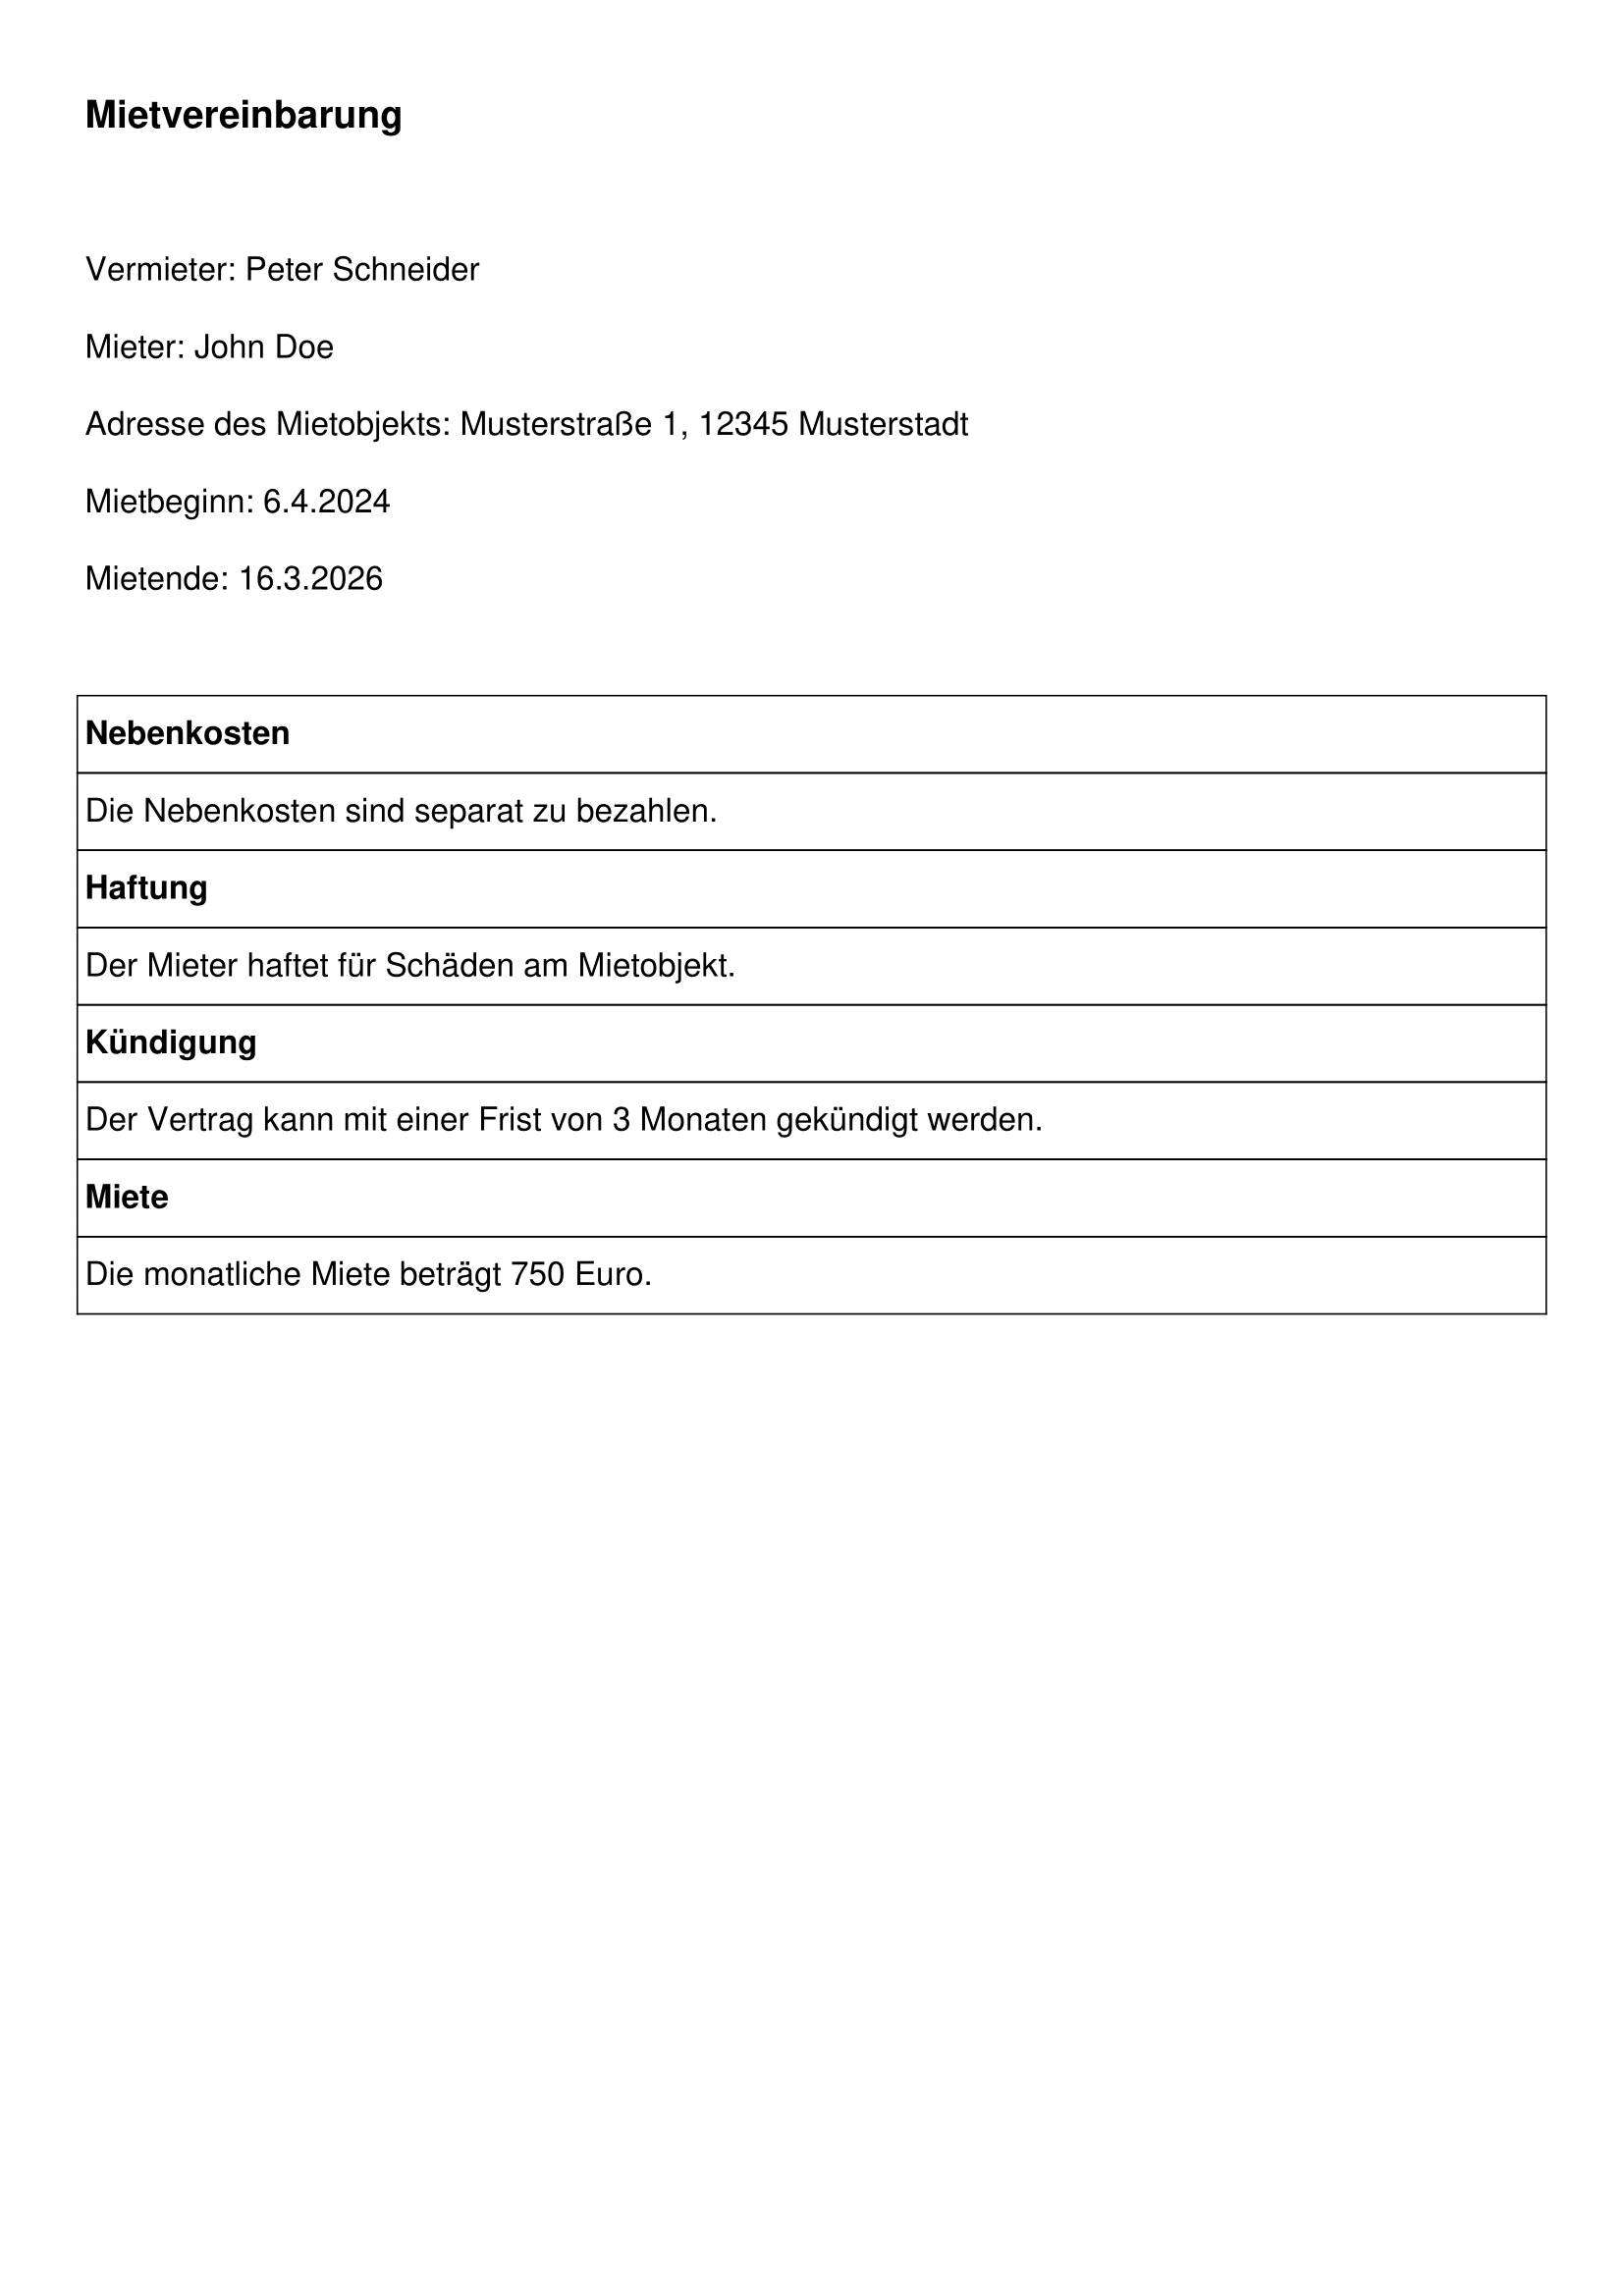 Mietvereinbarung
Vermieter: Peter Schneider
Mieter: John Doe
Adresse des Mietobjekts: Musterstraße 1, 12345 Musterstadt
Mietbeginn: 6.4.2024
Mietende: 16.3.2026
Nebenkosten
Die Nebenkosten sind separat zu bezahlen.
Haftung
Der Mieter haftet für Schäden am Mietobjekt.
Kündigung
Der Vertrag kann mit einer Frist von 3 Monaten gekündigt werden.
Miete
Die monatliche Miete beträgt 750 Euro.